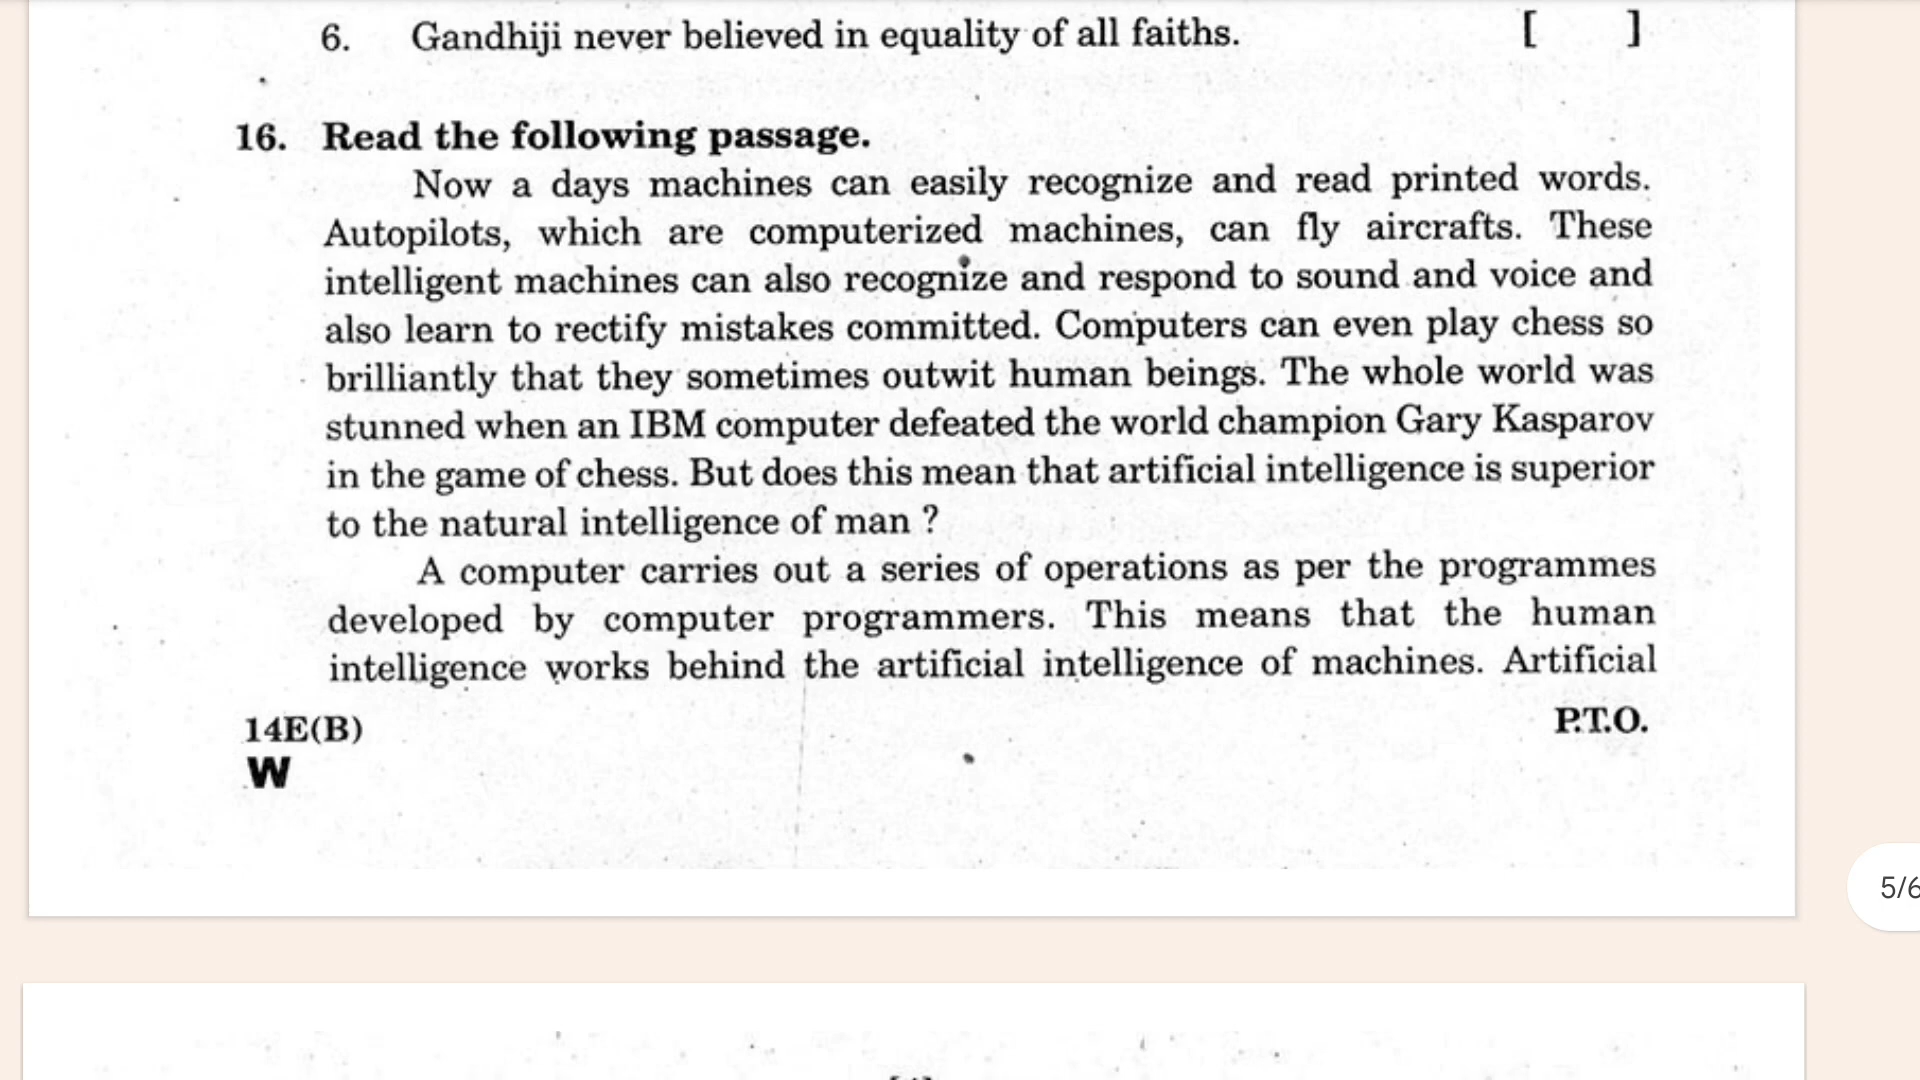 6. Gandhiji never believed in equality of all faiths. [ ]
16. Read the following passage.
Now a days machines can easily recognize and read printed words.
Autopilots, which are computerized machines, can fly aircrafts. These
intelligent machines can also recognize and respond to sound and voice and
also learn to rectify mistakes committed. Computers can even play chess so
brilliantly that they sometimes outwit human beings. The whole world was
stunned when an IBM computer defeated the world champion Gary Kasparov
in the game of chess. But does this mean that artificial intelligence is superior
to the natural intelligence of man ?
A computer carries out a series of operations as per the programmes
developed by computer programmers. This means that the human
intelligence works behind the artificial intelligence of machines. Artificial
14E(B) P.T.O.
W
5/6